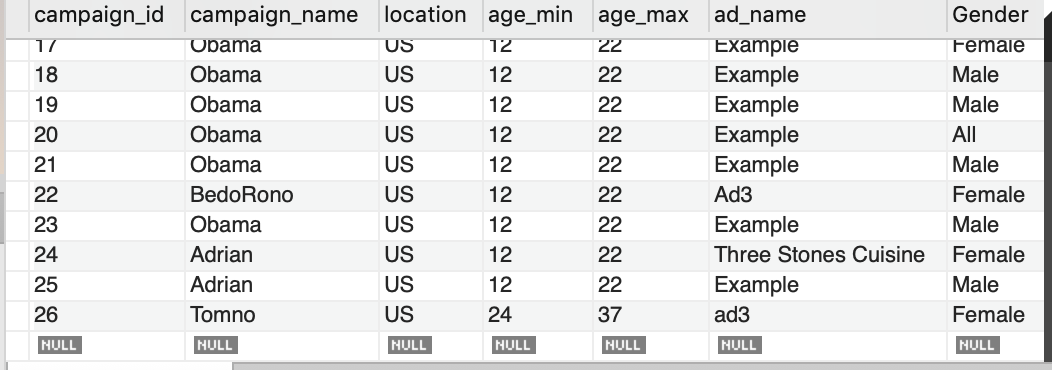 campaign_id campaign_name location age_min age_max ad_name Gender
17 Obama US 12 22 Example Female
18 Obama US 12 22 Example Male
19 Obama US 12 22 Example Male
20 Obama US 12 22 Example All
21 Obama US 12 22 Example Male
22 BedoRono US 12 22 Ad3 Female
23 Obama US 12 22 Example Male
24 Adrian US 12 22 Three Stones Cuisine Female
25 Adrian US 12 22 Example Male
26 Tomno US 24 37 ad3 Female
NULL NULL NULL NULL NULL NULL NULL